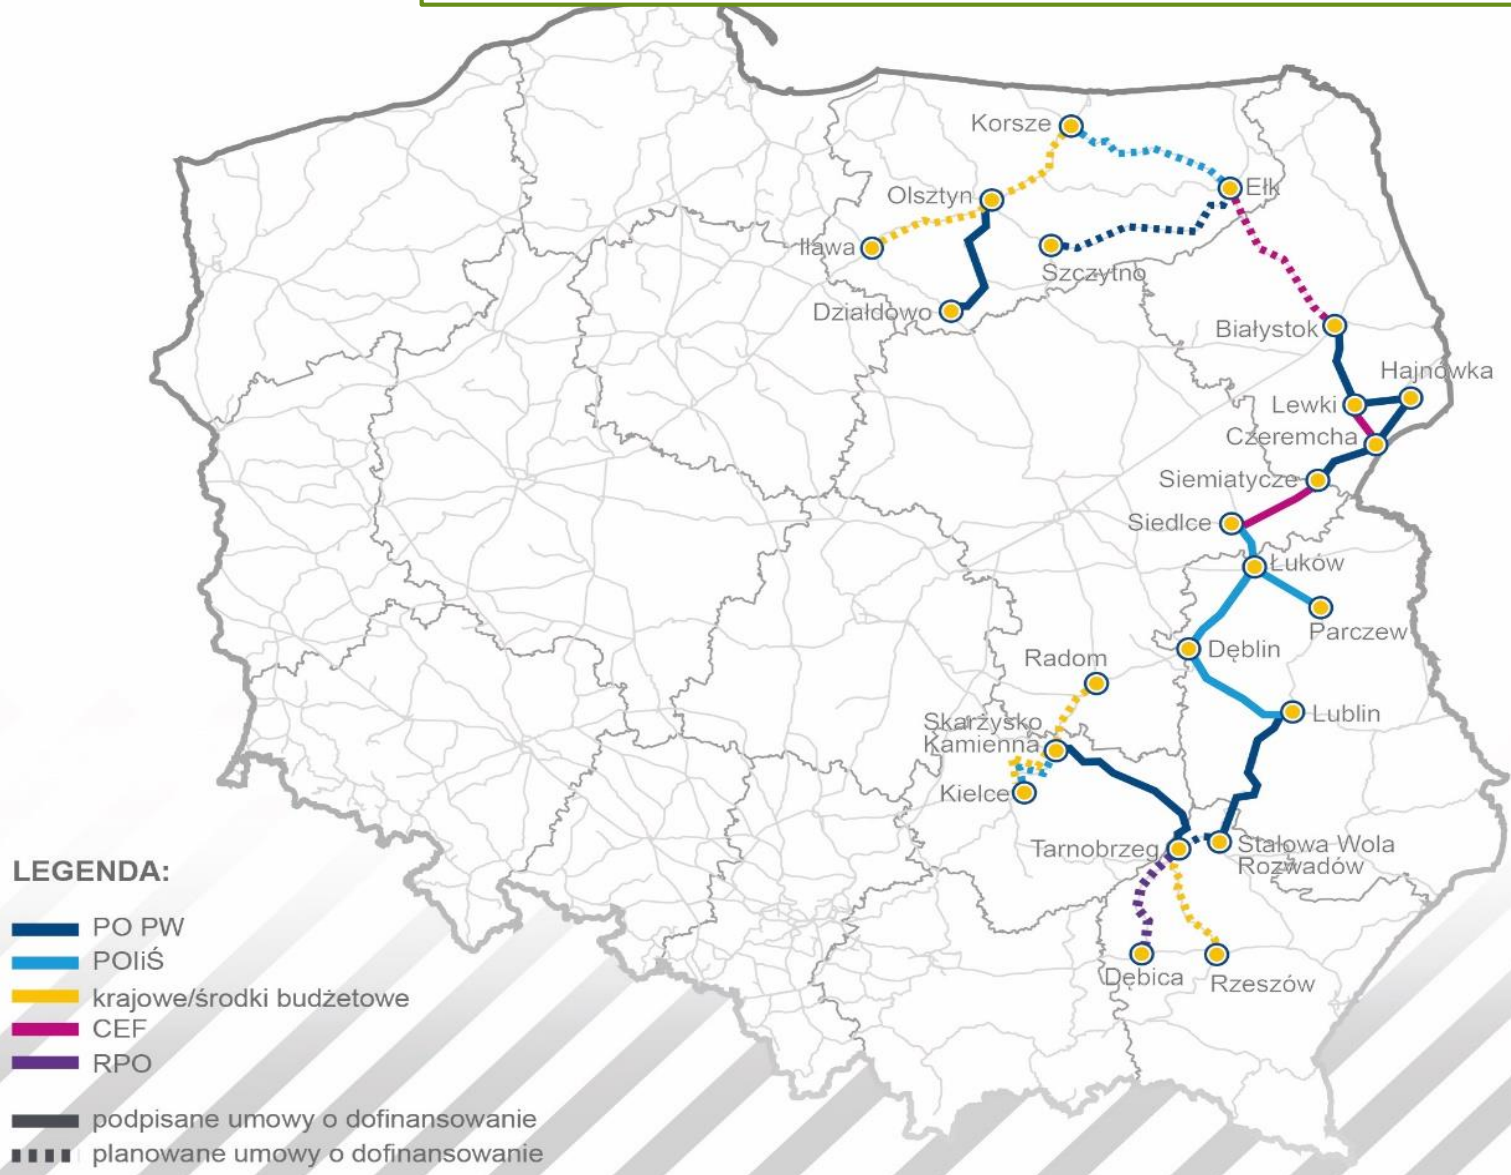 Korsze
Olsztyn
Ełk
Iława
Szczytno
Działdowo
Białystok
Hajnówka
Lewki
Czeremcha
Siemiatycze
Siedlce
Łuków
Parczew
Dęblin
Radom
Lublin
Skarżysko
Kamienna
Kielce
Tarnobrzeg
Stalowa Wola
Rozwadów
Dębica
Rzeszów
LEGENDA:
PO PW
POIiŚ
krajowe/środki budżetowe
CEF
RPO
podpisane umowy o dofinansowanie
planowane umowy o dofinansowanie